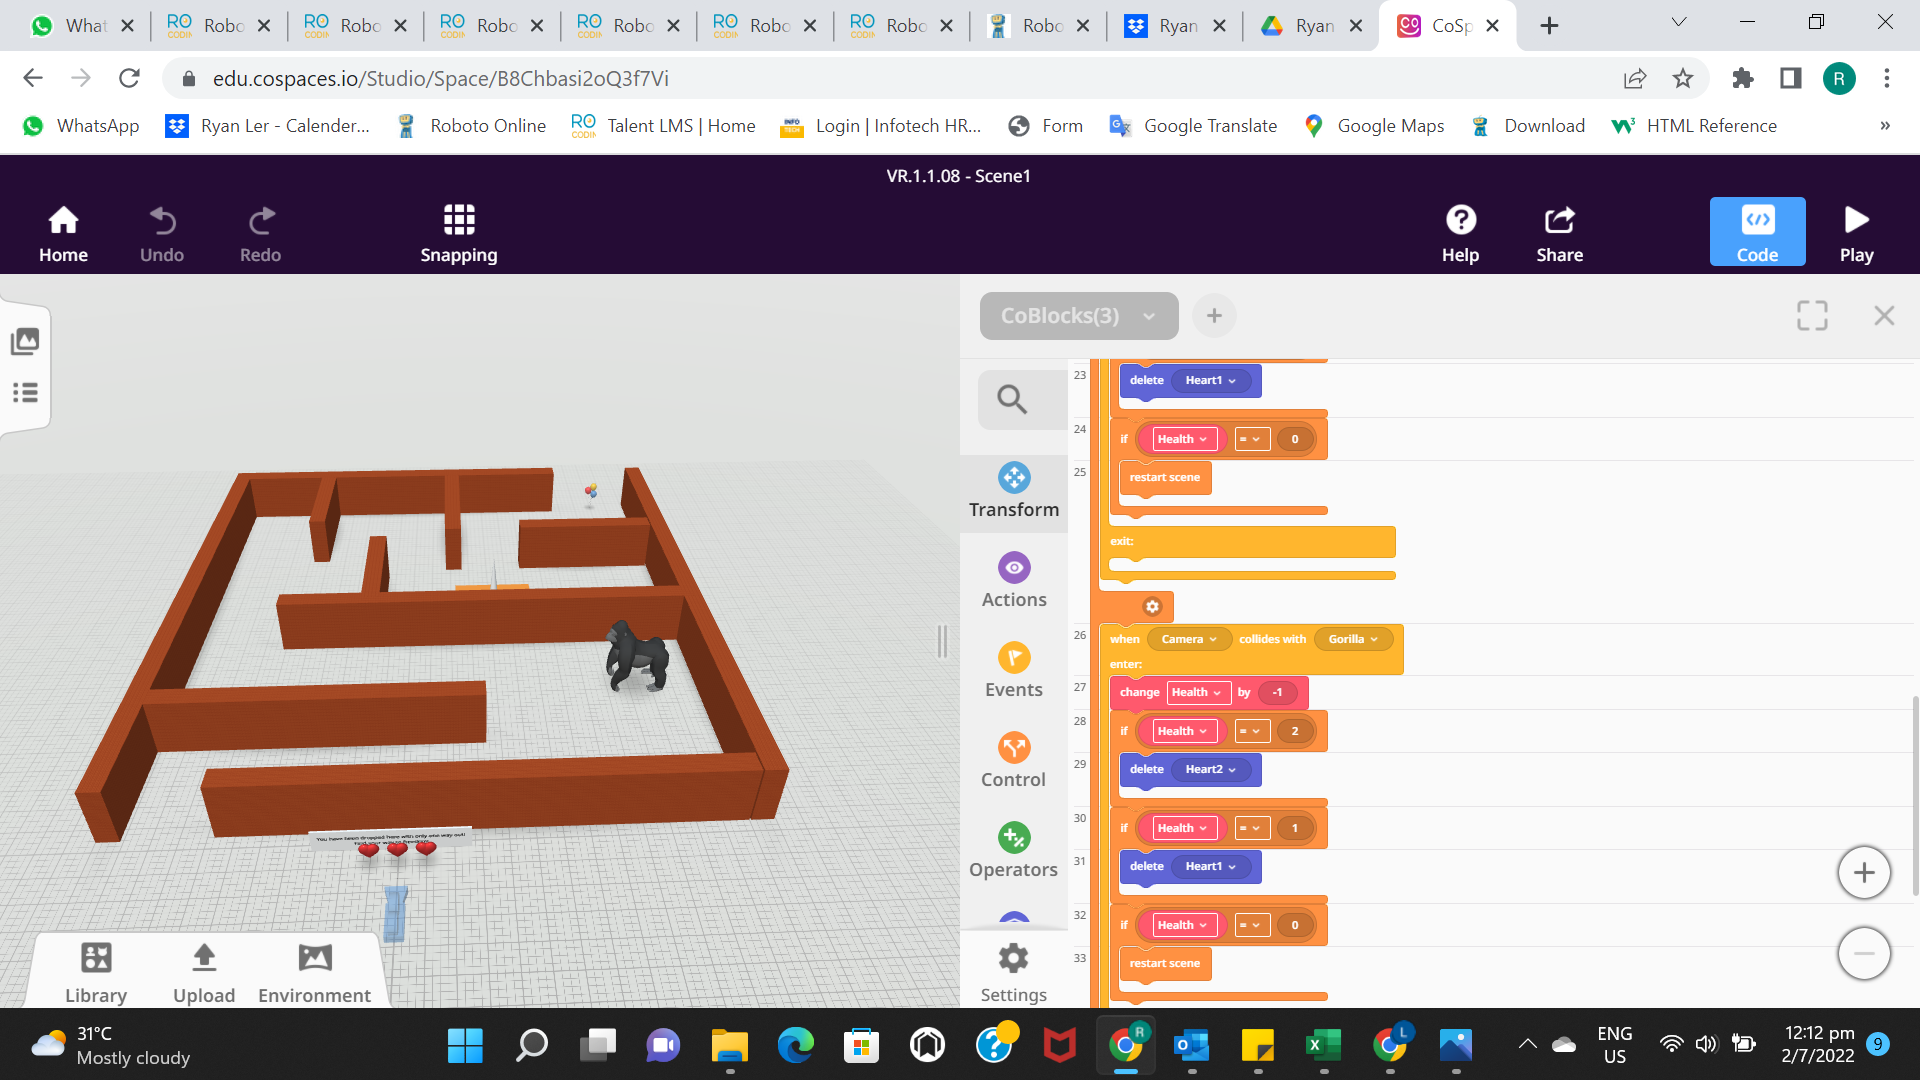 What
Robo
Robo
Robo
Robo
Robo
Robo
Robo
Ryan
Ryan
CoSp
edu.cospaces.io/Studio/Space/B8Chbasi2oQ3f7Vi
R
WhatsApp
Ryan Ler - Calender...
Roboto Online
Talent LMS | Home
Login | Infotech HR...
Form
Google Translate
Google Maps
Download
HTML Reference
»
VR.1.1.08 - Scene1
Home
Undo
Redo
Snapping
Help
Share
Code
Play
CoBlocks(3)
Transform
Actions
Events
Control
Operators
Settings
23 delete Heart1
24 if Health = 0
25 restart scene
exit:
26 when Camera collides with Gorilla
enter:
27 change Health by -1
28 if Health = 2
29 delete Heart2
30 if Health = 1
31 delete Heart1
32 if Health = 0
33 restart scene
You have been dropped here with only one way out!
Library
Upload
Environment
31°C
Mostly cloudy
ENG
US
12:12 pm
2/7/2022
9